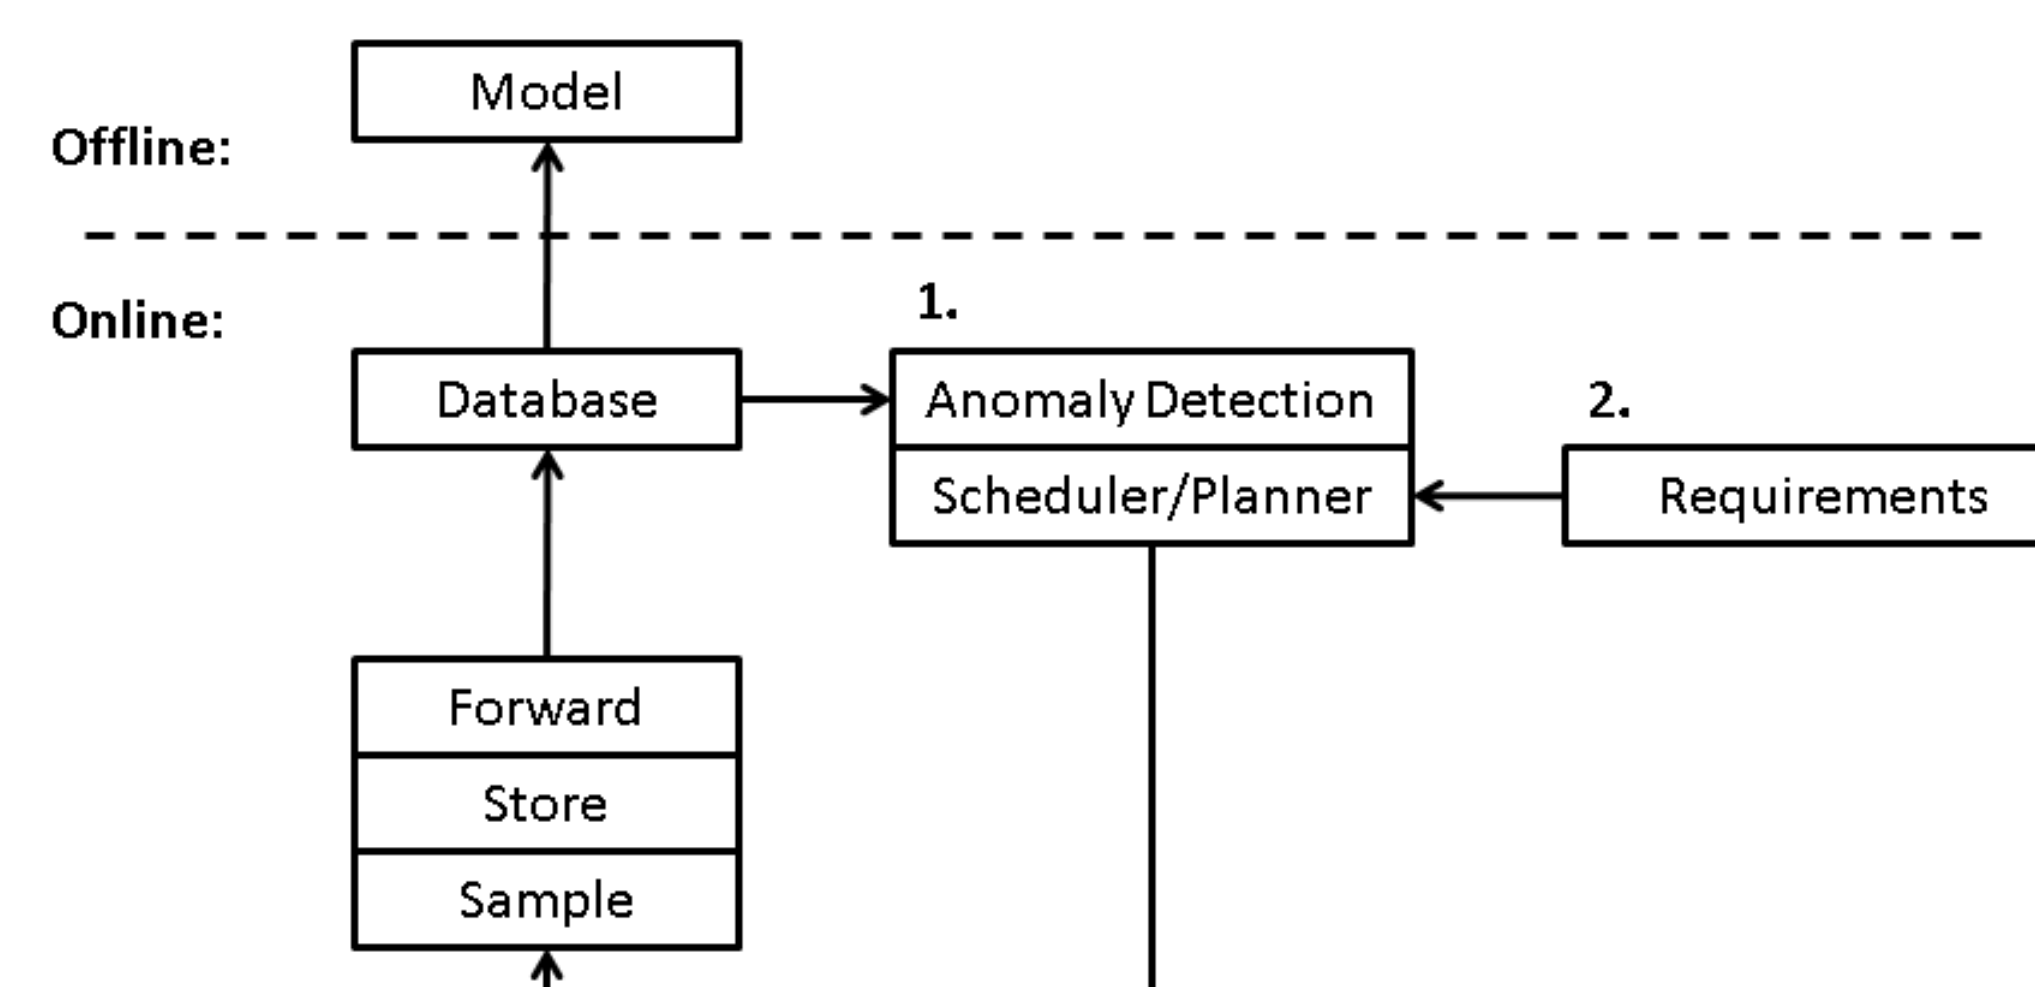 Model
Offline:
Online:
1.
Database
Anomaly Detection
2.
Scheduler/Planner
Requirements
Forward
Store
Sample